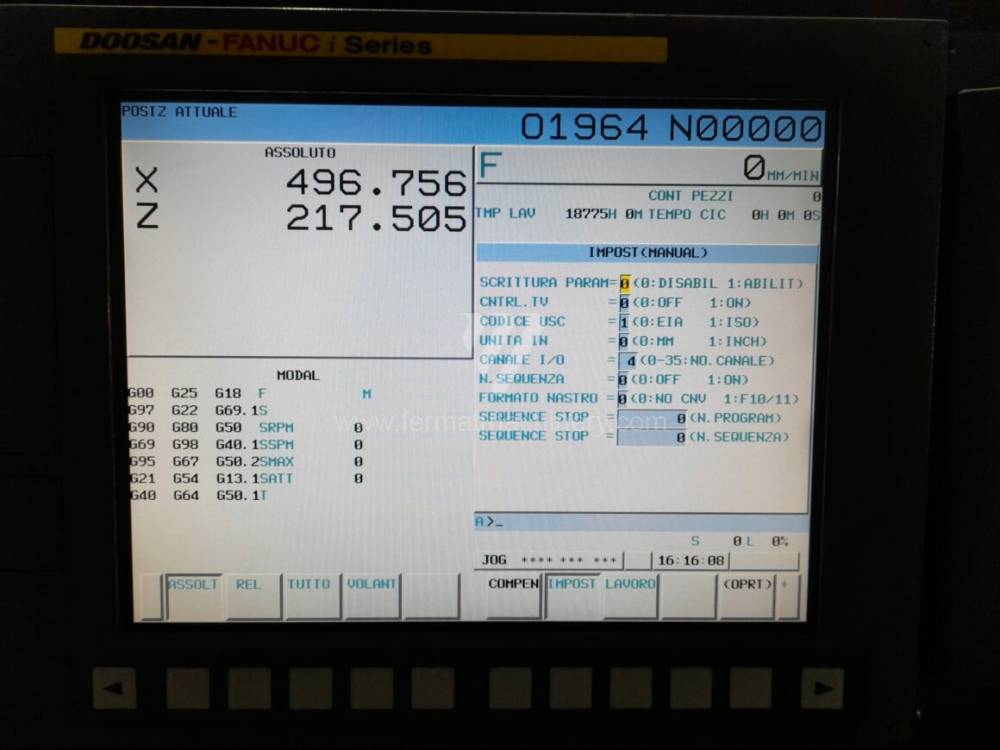 DOOSAN-FANUC i Series
POSIZ ATTUALE
O1964 N00000
ASSOLUTO
X 496.756
Z 217.505
F 0 MM/MIN
CONT PEZZI 0
TMP LAV 18775H 0M TEMPO CIC 0H 0M 0S
IMPOST(MANUAL)
SCRITTURA PARAM=0(0:DISABIL 1:ABILIT)
CNTRL.TV =0(0:OFF 1:ON)
CODICE USC =1(0:EIA 1:ISO)
UNITA IN =0(0:MM 1:INCH)
CANALE I/O = 4(0-35:NO.CANALE)
N.SEQUENZA =0(0:OFF 1:ON)
FORMATO NASTRO =0(0:NO CNV 1:F10/11)
SEQUENCE STOP = 0(N.PROGRAM)
SEQUENCE STOP = 0(N.SEQUENZA)
MODAL
G00 G25 G18 F M
G97 G22 G69.1 S
G90 G80 G50 SRPM 0
G69 G98 G40.1 SSPM 0
G95 G67 G50.2 SMAX 0
G21 G54 G13.1 SATT 0
G40 G64 G50.1 T
www.fermatmachinery.com
A>_
S 0 L 0%
JOG **** *** *** 16:16:08
ASSOLT REL TUTTO VOLANT
COMPEN IMPOST LAVORO (OPRT) +